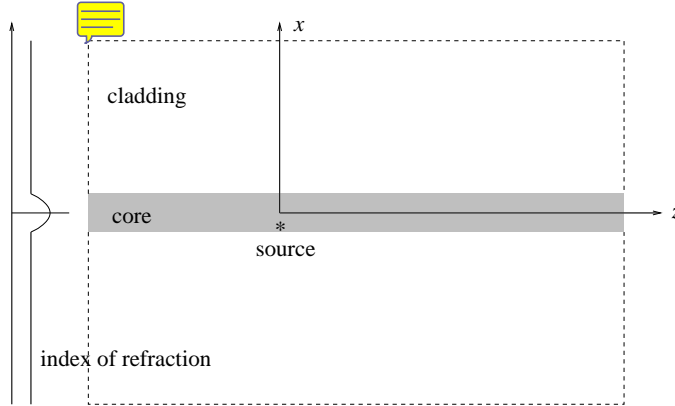 x
cladding
core
z
*
source
index of refraction